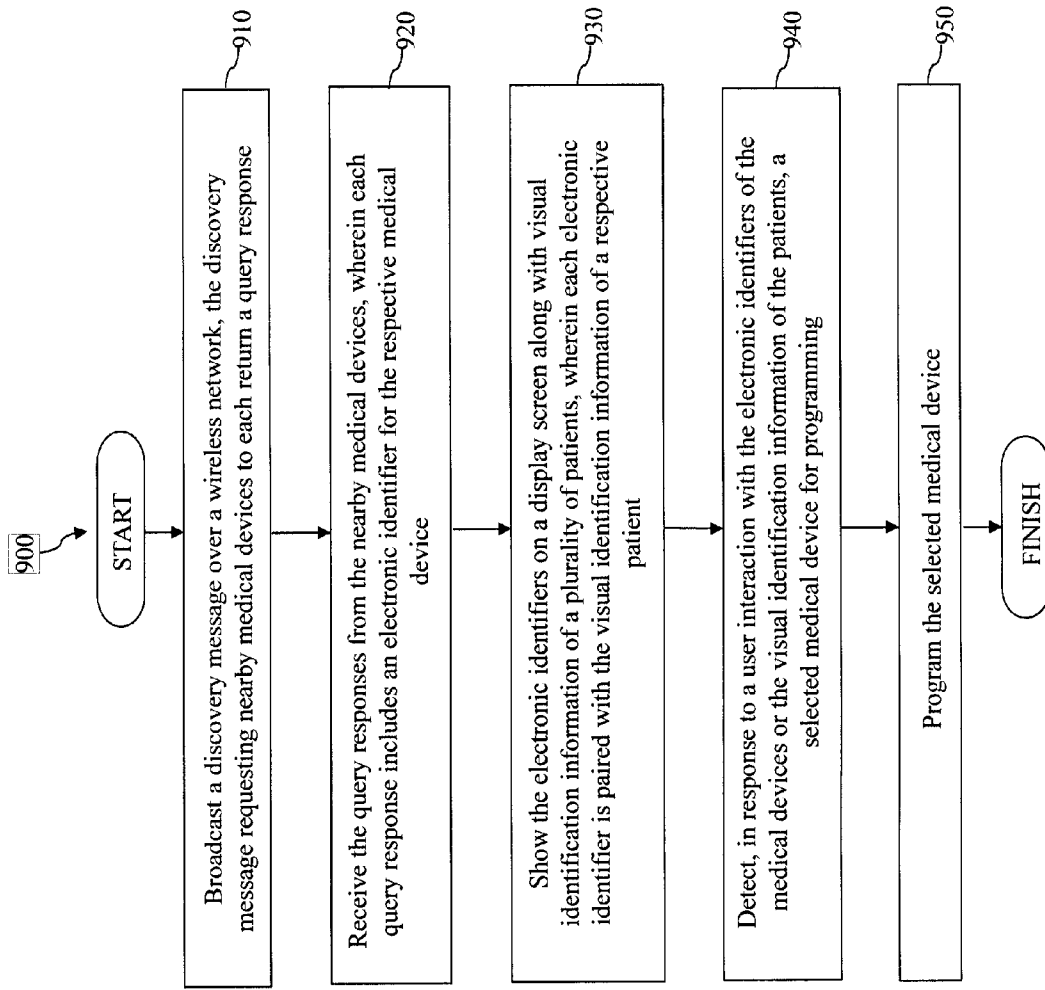 900
START
Broadcast a discovery message over a wireless network, the discovery
message requesting nearby medical devices to each return a query response
910
Receive the query responses from the nearby medical devices, wherein each
query response includes an electronic identifier for the respective medical
device
920
Show the electronic identifiers on a display screen along with visual
identification information of a plurality of patients, wherein each electronic
identifier is paired with the visual identification information of a respective
patient
930
Detect, in response to a user interaction with the electronic identifiers of the
medical devices or the visual identification information of the patients, a
selected medical device for programming
940
Program the selected medical device
950
FINISH